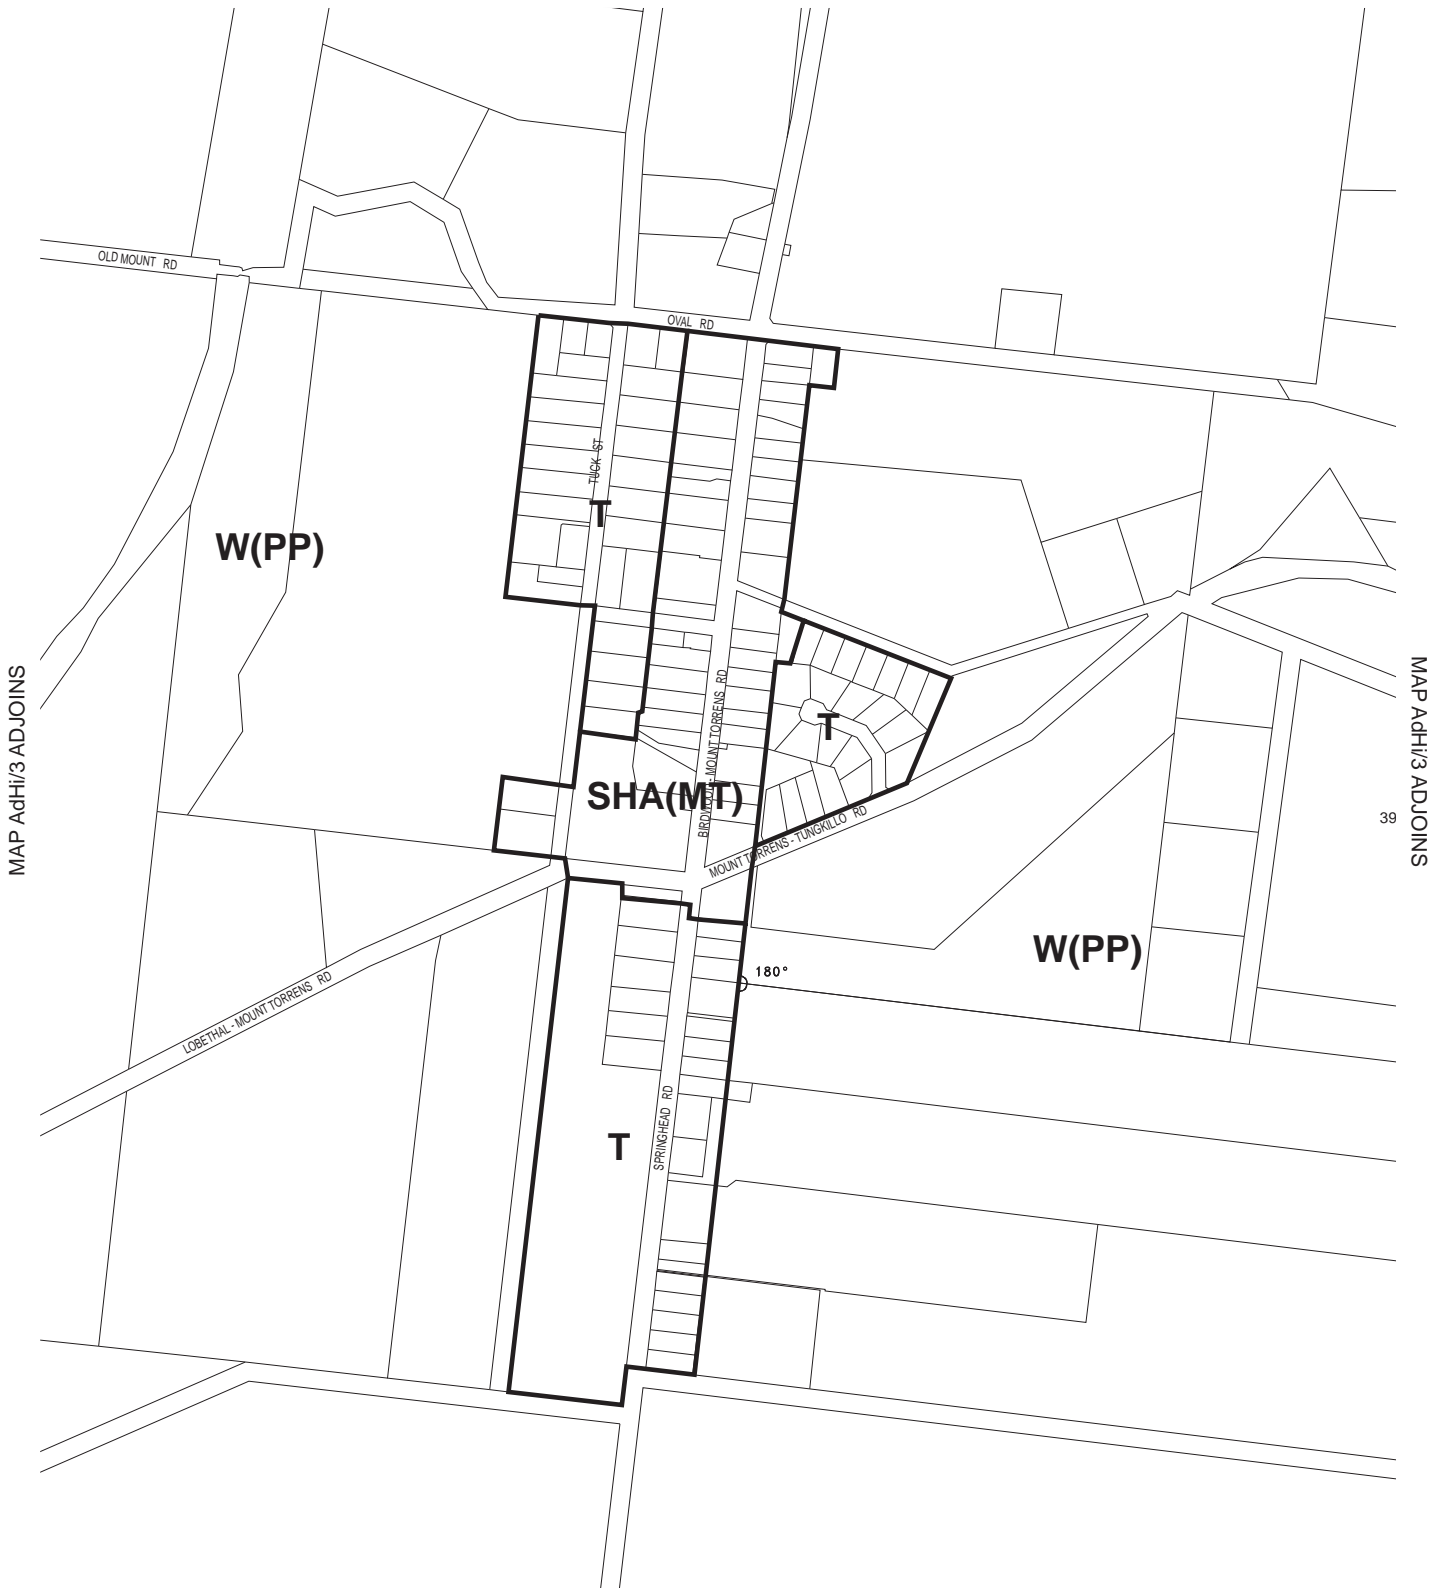 OLD MOUNT RD
OVAL RD
TUCK ST
T
W(PP)
MAP AdHi/3 ADJOINS
MAP AdHi/3 ADJOINS
BIRDWOOD - MOUNT TORRENS RD
T
SHA(MT)
MOUNT TORRENS - TUNGKILLO RD
39
W(PP)
180°
LOBETHAL - MOUNT TORRENS RD
SPRINGHEAD RD
T